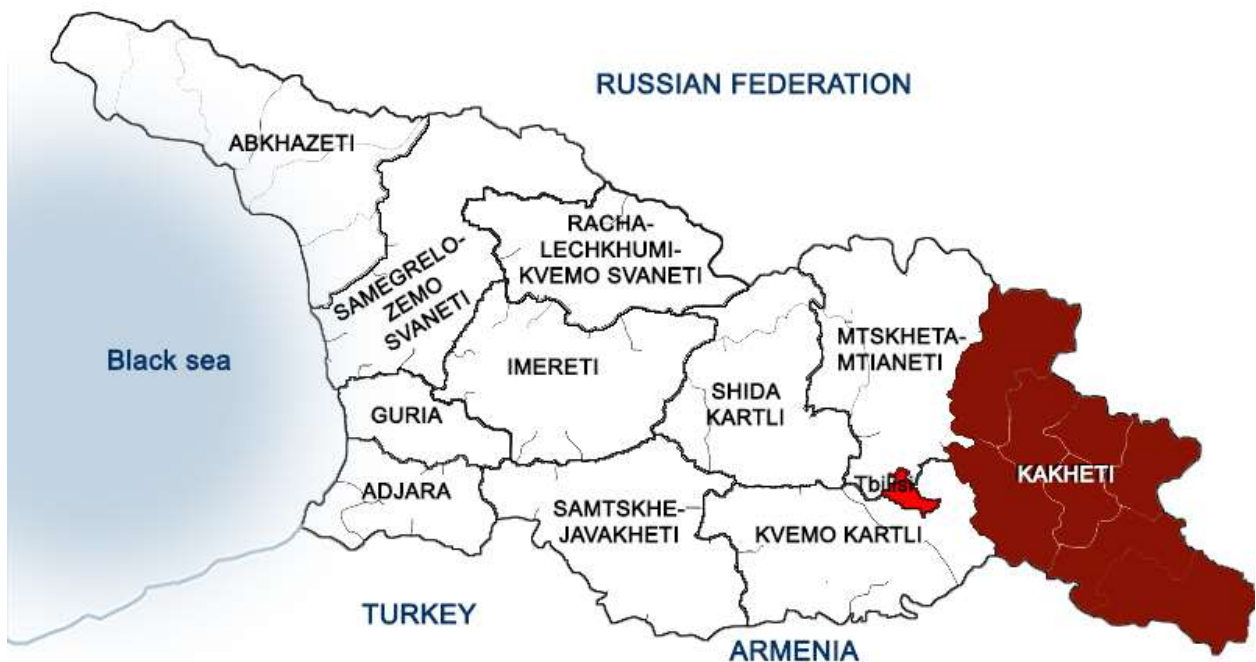 RUSSIAN FEDERATION
ABKHAZETI
RACHA-
LECHKHUMI-
KVEMO SVANETI
SAMEGRELO-
ZEMO
SVANETI
MTSKHETA-
MTIANETI
Black sea
IMERETI
SHIDA
KARTLI
GURIA
KAKHETI
Tbilisi
ADJARA
SAMTSKHE-
JAVAKHETI
KVEMO KARTLI
TURKEY
ARMENIA